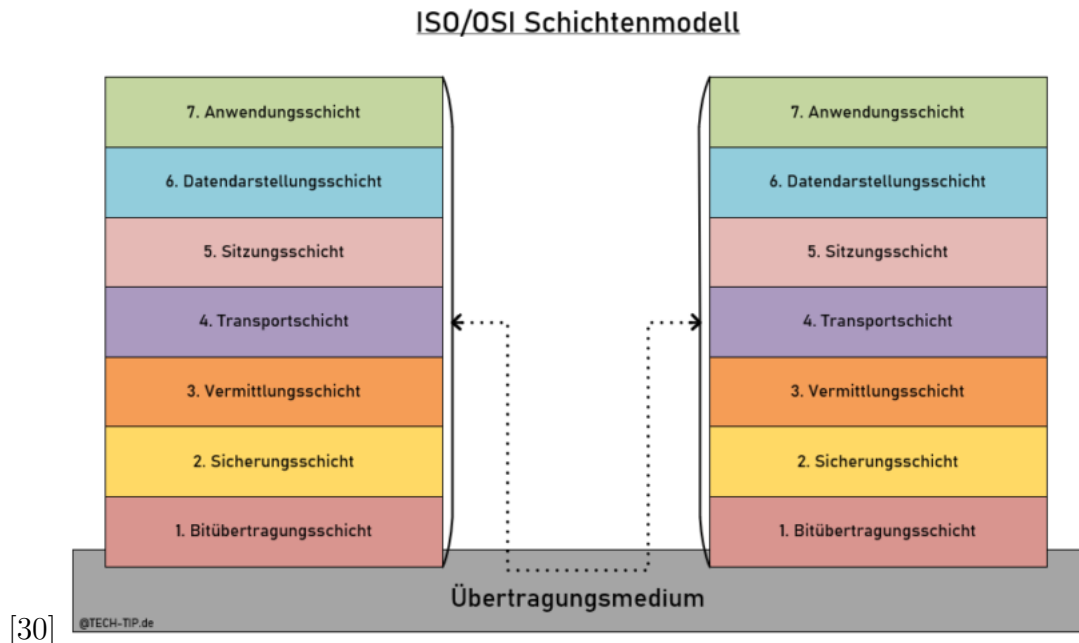 ISO/OSI Schichtenmodell
7. Anwendungsschicht
6. Datendarstellungsschicht
5. Sitzungsschicht
4. Transportschicht
3. Vermittlungsschicht
2. Sicherungsschicht
1. Bitübertragungsschicht
7. Anwendungsschicht
6. Datendarstellungsschicht
5. Sitzungsschicht
4. Transportschicht
3. Vermittlungsschicht
2. Sicherungsschicht
1. Bitübertragungsschicht
Übertragungsmedium
@TECH-TIP.de
[30]